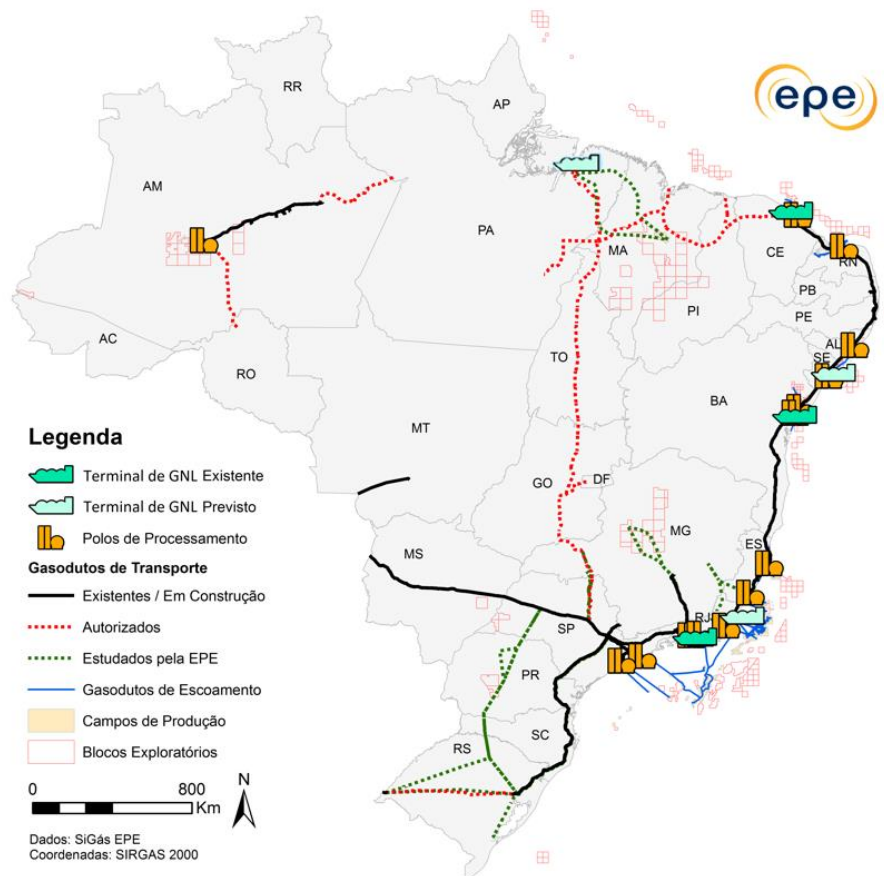 epe
RR
AP
AM
PA
MA
CE
RN
PB
PE
PI
AL
SE
AC
RO
TO
BA
MT
GO
DF
MG
ES
MS
SP
RJ
PR
SC
RS
Legenda
Terminal de GNL Existente
Terminal de GNL Previsto
Polos de Processamento
Gasodutos de Transporte
Existentes / Em Construção
Autorizados
Estudados pela EPE
Gasodutos de Escoamento
Campos de Produção
Blocos Exploratórios
0 800
Km
N
Dados: SiGás EPE
Coordenadas: SIRGAS 2000